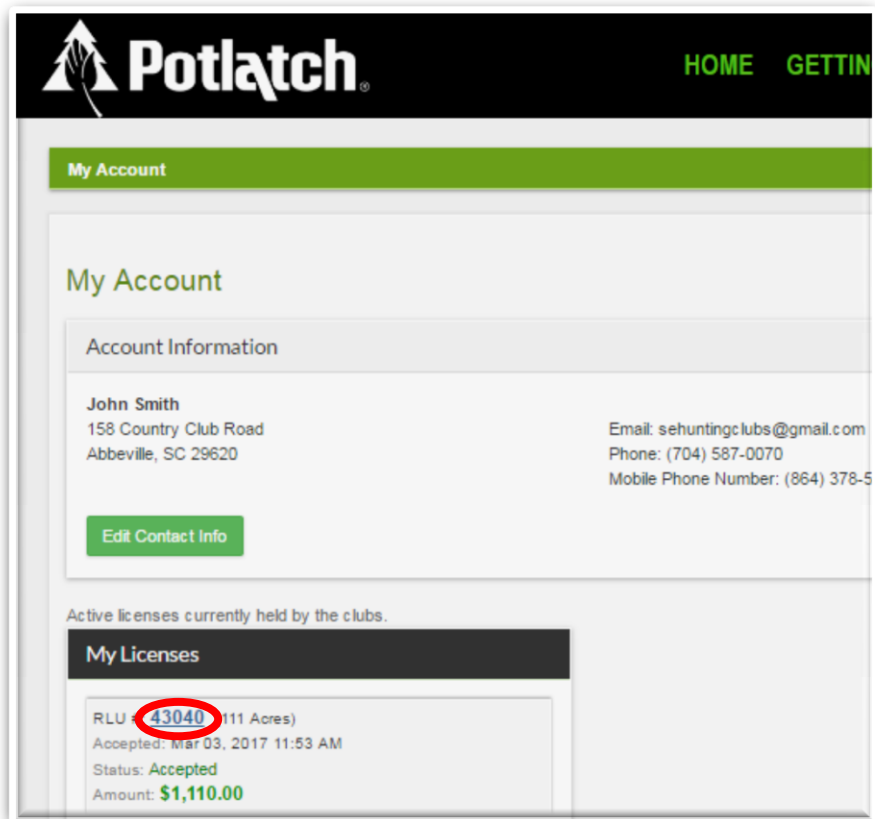 Potlatch®
HOME GETTIN
My Account
My Account
Account Information
John Smith
158 Country Club Road
Abbeville, SC 29620
Email: sehuntingclubs@gmail.com
Phone: (704) 587-0070
Mobile Phone Number: (864) 378-5
Edit Contact Info
Active licenses currently held by the clubs.
My Licenses
RLU 43040 111 Acres)
Accepted: Mar 03, 2017 11:53 AM
Status: Accepted
Amount: $1,110.00